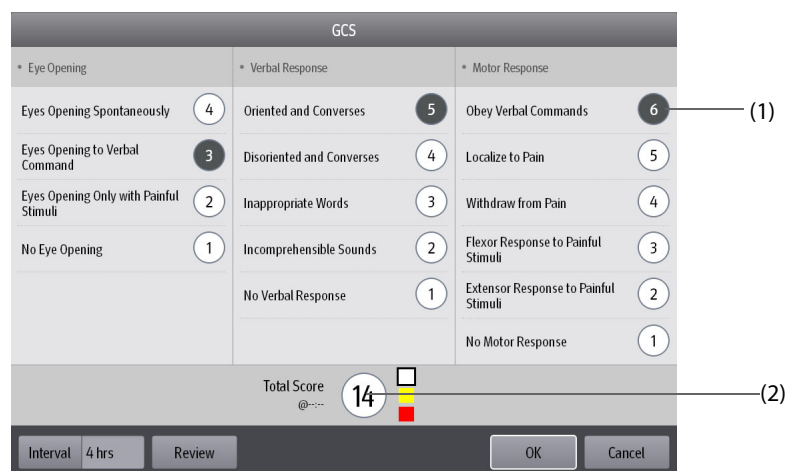 GCS
• Eye Opening
Eyes Opening Spontaneously 4
Eyes Opening to Verbal
Command 3
Eyes Opening Only with Painful
Stimuli 2
No Eye Opening 1
• Verbal Response
Oriented and Converses 5
Disoriented and Converses 4
Inappropriate Words 3
Incomprehensible Sounds 2
No Verbal Response 1
• Motor Response
Obey Verbal Commands 6 (1)
Localize to Pain 5
Withdraw from Pain 4
Flexor Response to Painful
Stimuli 3
Extensor Response to Painful
Stimuli 2
No Motor Response 1
Total Score 14 (2)
@--:--
Interval 4 hrs Review OK Cancel